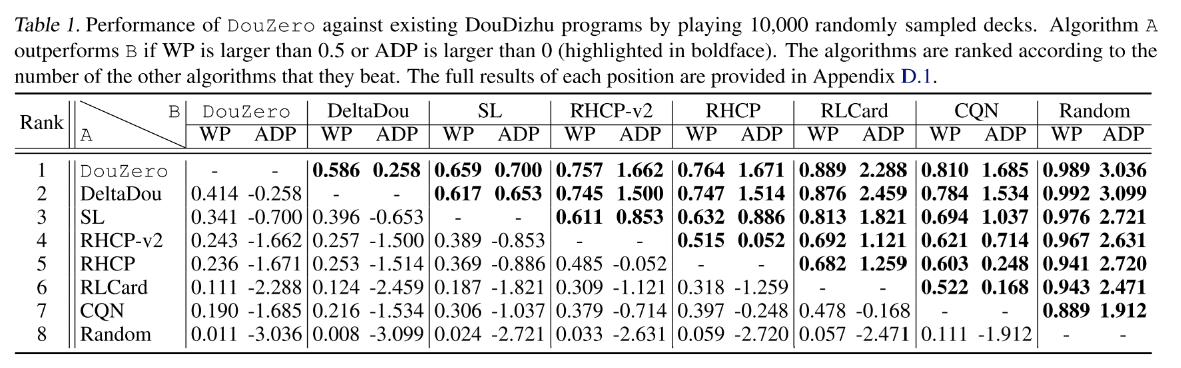 Table 1. Performance of DouZero against existing DouDizhu programs by playing 10,000 randomly sampled decks. Algorithm A
outperforms B if WP is larger than 0.5 or ADP is larger than 0 (highlighted in boldface). The algorithms are ranked according to the
number of the other algorithms that they beat. The full results of each position are provided in Appendix D.1.
Rank A B DouZero DeltaDou SL RHCP-v2 RHCP RLCard CQN Random
WP ADP WP ADP WP ADP WP ADP WP ADP WP ADP WP ADP WP ADP
1 DouZero - - 0.586 0.258 0.659 0.700 0.757 1.662 0.764 1.671 0.889 2.288 0.810 1.685 0.989 3.036
2 DeltaDou 0.414 -0.258 - - 0.617 0.653 0.745 1.500 0.747 1.514 0.876 2.459 0.784 1.534 0.992 3.099
3 SL 0.341 -0.700 0.396 -0.653 - - 0.611 0.853 0.632 0.886 0.813 1.821 0.694 1.037 0.976 2.721
4 RHCP-v2 0.243 -1.662 0.257 -1.500 0.389 -0.853 - - 0.515 0.052 0.692 1.121 0.621 0.714 0.967 2.631
5 RHCP 0.236 -1.671 0.253 -1.514 0.369 -0.886 0.485 -0.052 - - 0.682 1.259 0.603 0.248 0.941 2.720
6 RLCard 0.111 -2.288 0.124 -2.459 0.187 -1.821 0.309 -1.121 0.318 -1.259 - - 0.522 0.168 0.943 2.471
7 CQN 0.190 -1.685 0.216 -1.534 0.306 -1.037 0.379 -0.714 0.397 -0.248 0.478 -0.168 - - 0.889 1.912
8 Random 0.011 -3.036 0.008 -3.099 0.024 -2.721 0.033 -2.631 0.059 -2.720 0.057 -2.471 0.111 -1.912 - -